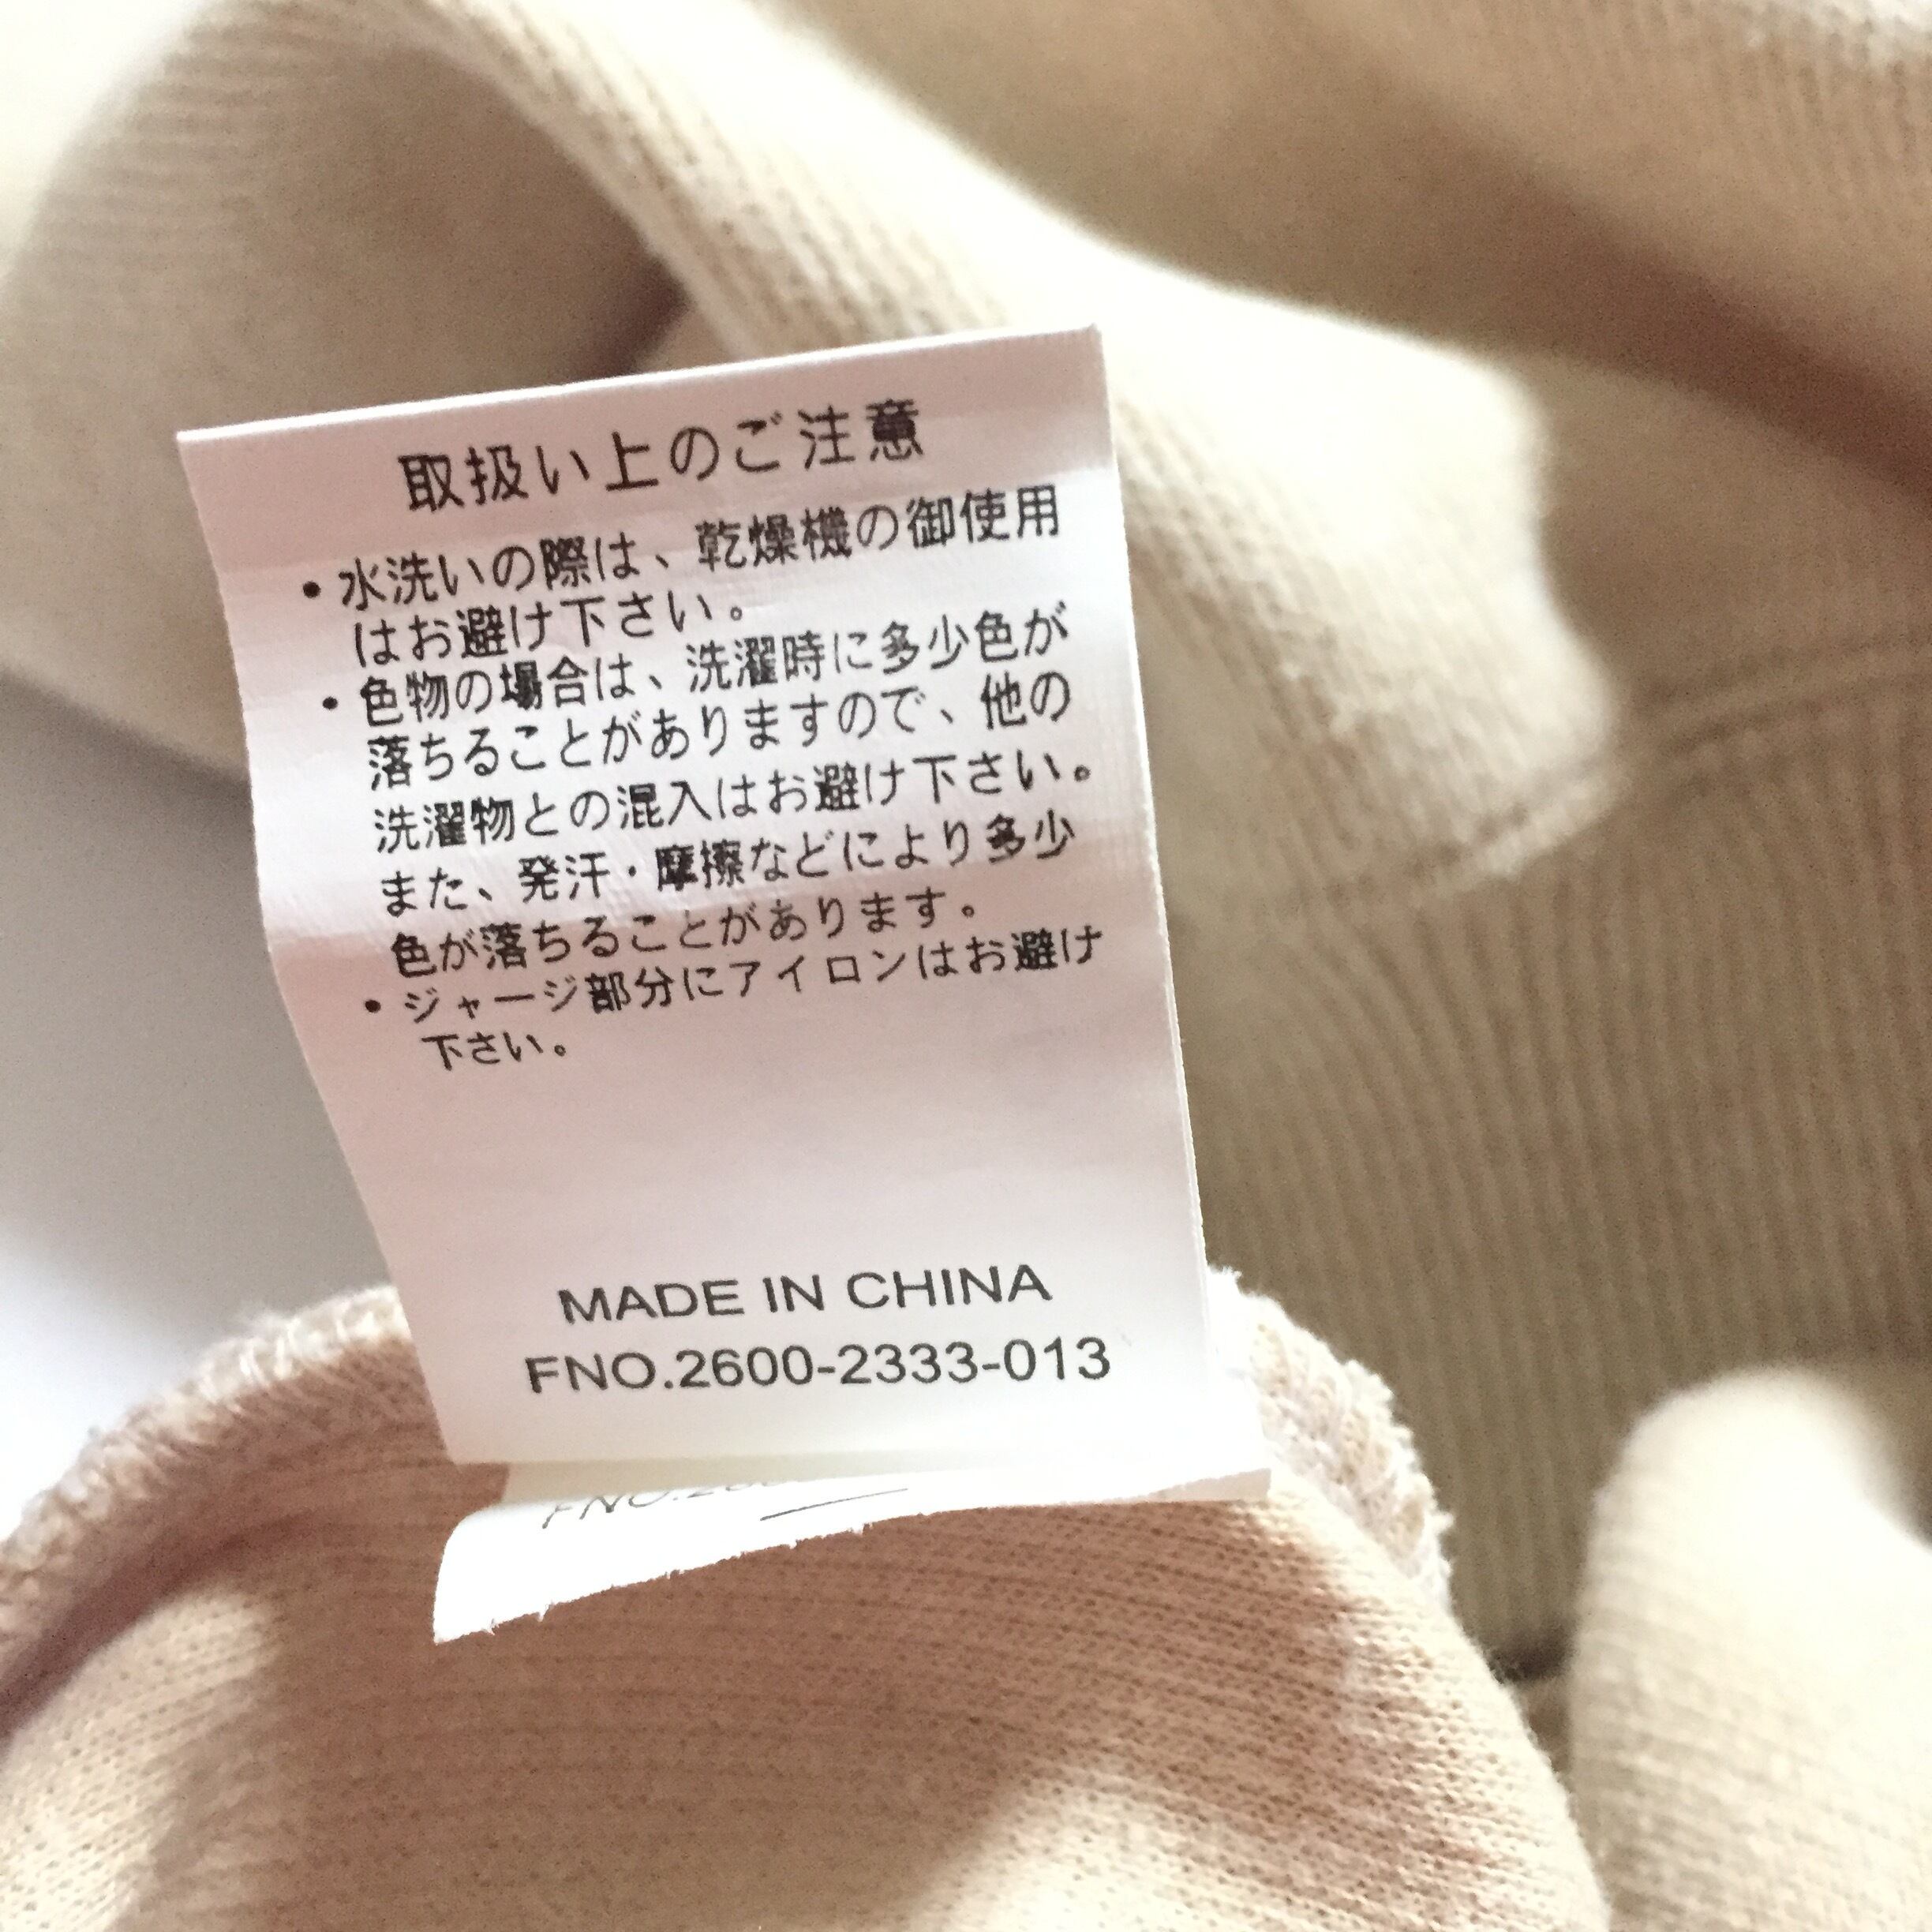 取扱い上のご注意
・水洗いの際は、乾燥機の御使用
はお避け下さい。
・色物の場合は、洗濯時に多少色が
落ちることがありますので、他の
洗濯物との混入はお避け下さい。
また、発汗・摩擦などにより多少
色が落ちることがあります。
・ジャージ部分にアイロンはお避け
下さい。
MADE IN CHINA
FNO.2600-2333-013
FNO.